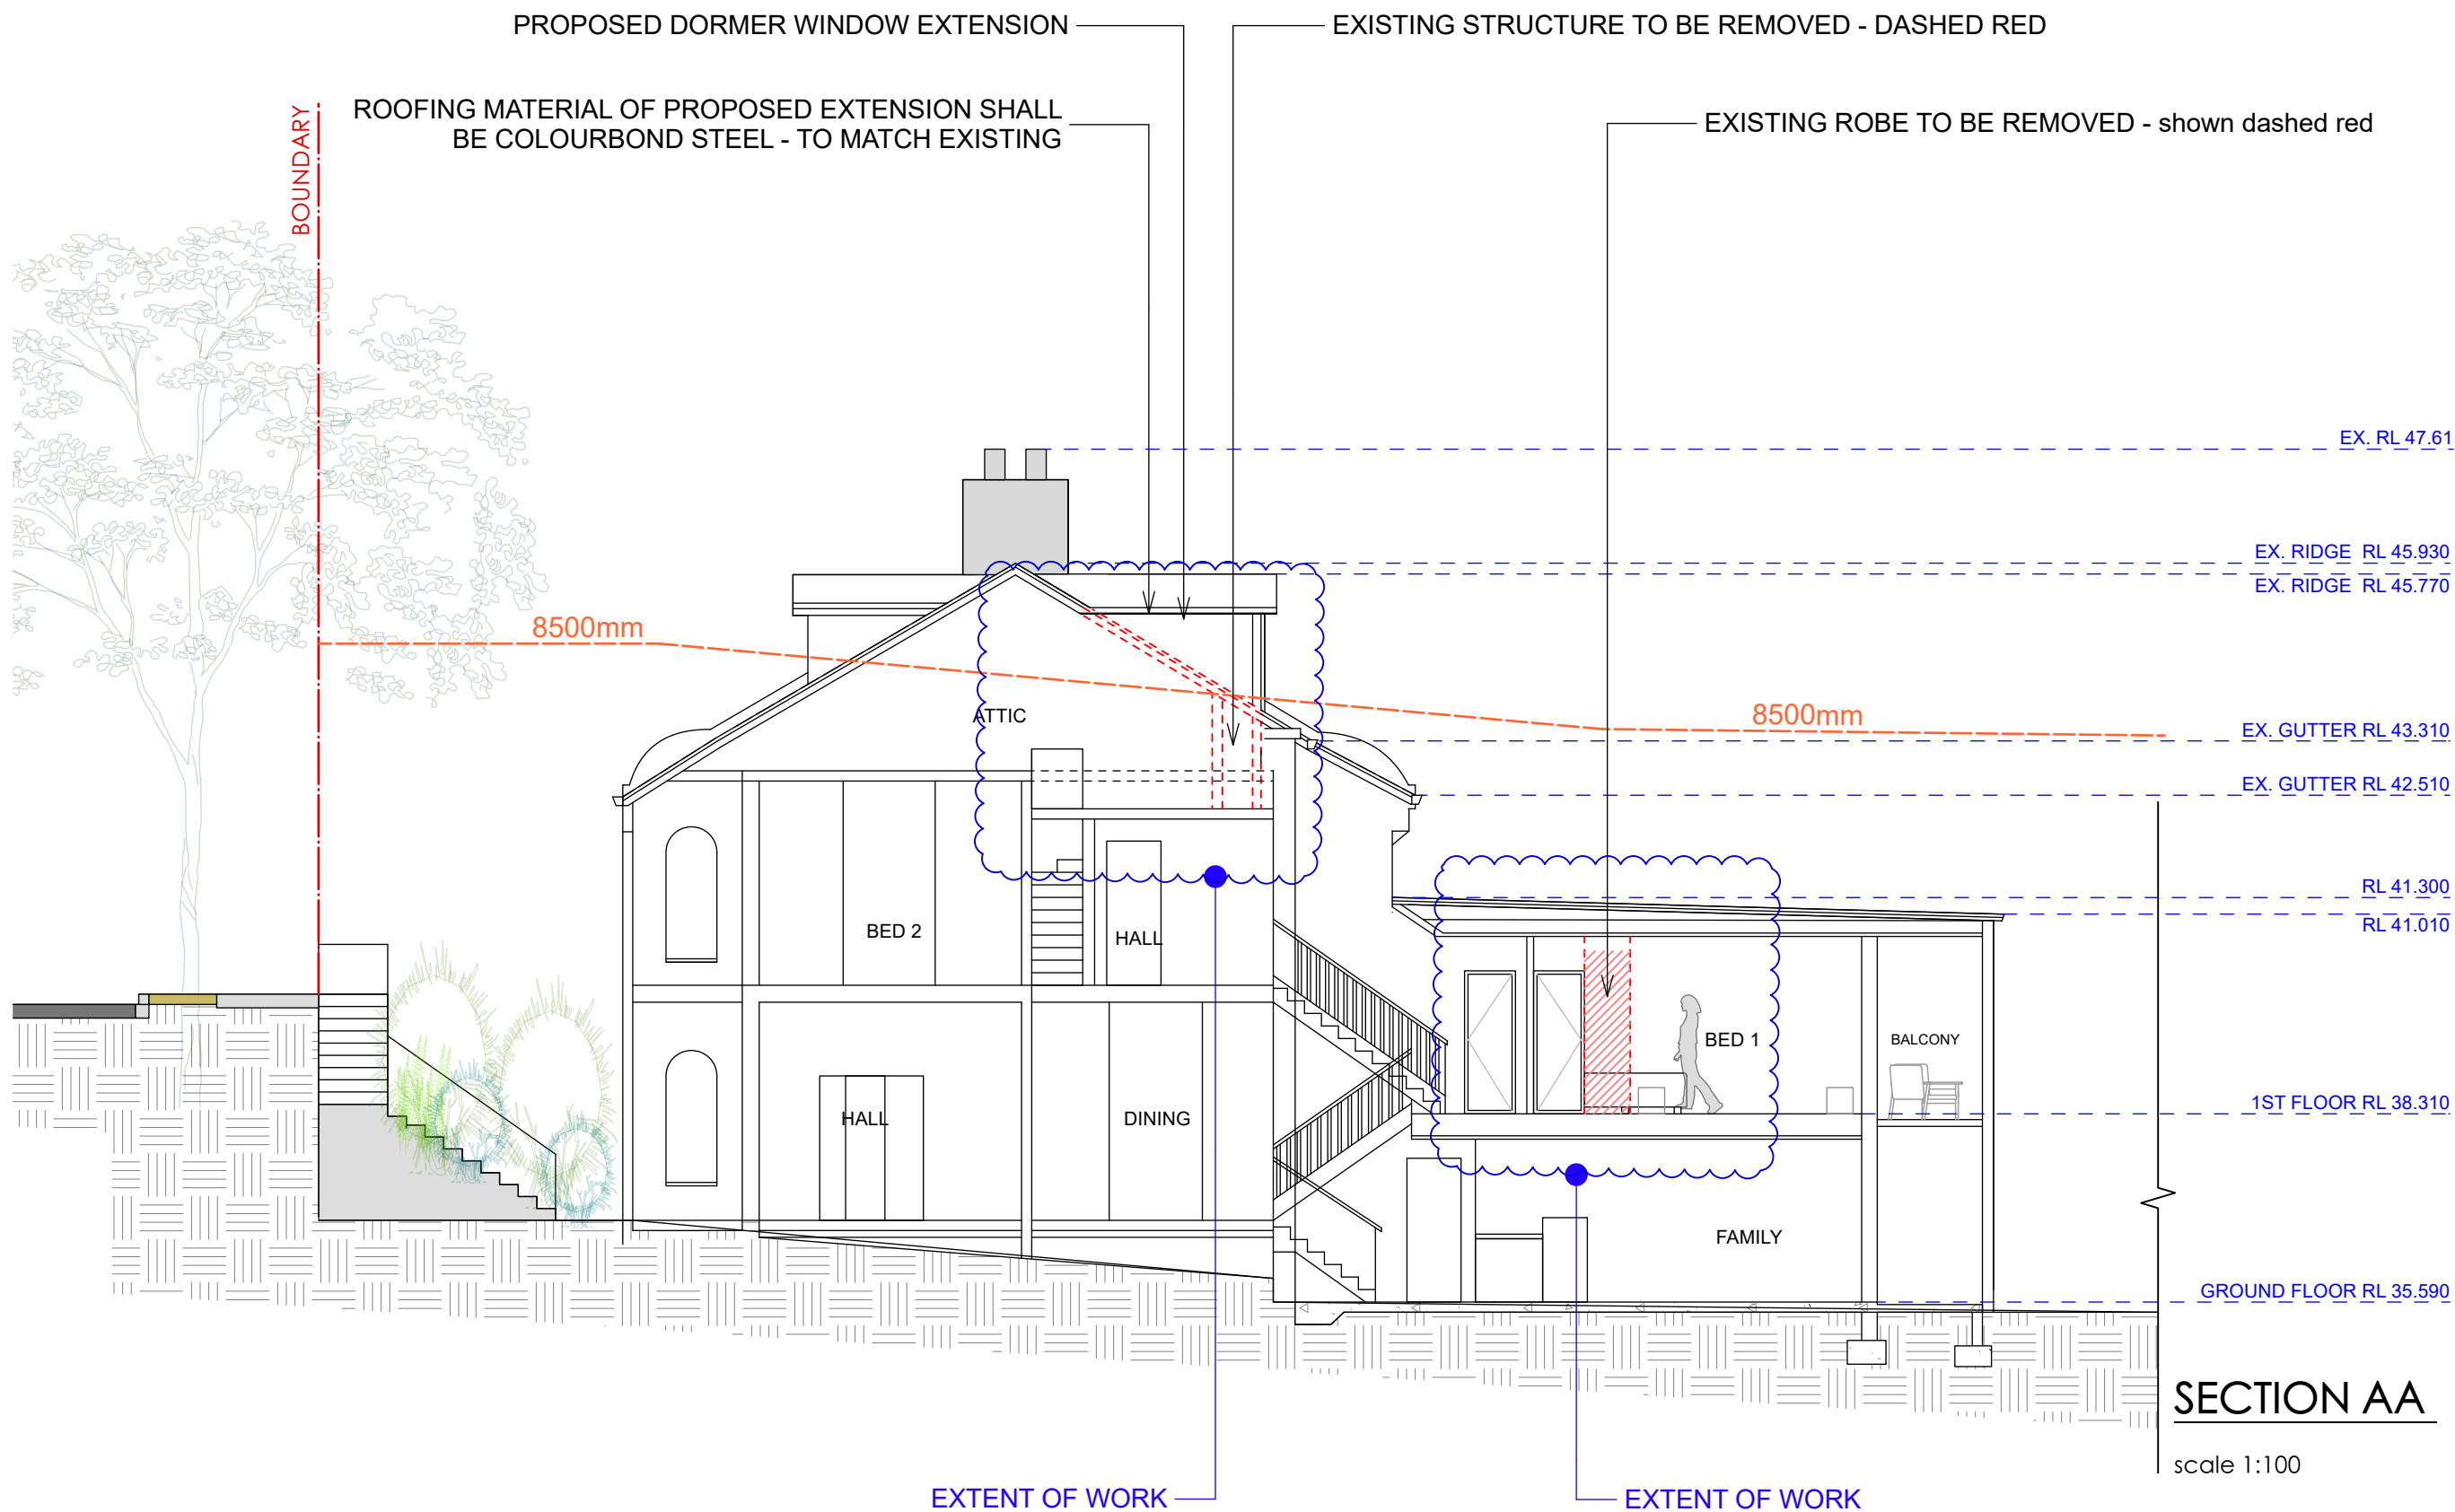 PROPOSED DORMER WINDOW EXTENSION
EXISTING STRUCTURE TO BE REMOVED - DASHED RED
ROOFING MATERIAL OF PROPOSED EXTENSION SHALL
BE COLOURBOND STEEL - TO MATCH EXISTING
EXISTING ROBE TO BE REMOVED - shown dashed red
BOUNDARY
EX. RL 47.61
EX. RIDGE RL 45.930
EX. RIDGE RL 45.770
8500mm
8500mm
ATTIC
EX. GUTTER RL 43.310
EX. GUTTER RL 42.510
RL 41.300
RL 41.010
BED 2
HALL
BED 1
BALCONY
1ST FLOOR RL 38.310
HALL
DINING
FAMILY
GROUND FLOOR RL 35.590
SECTION AA
scale 1:100
EXTENT OF WORK
EXTENT OF WORK